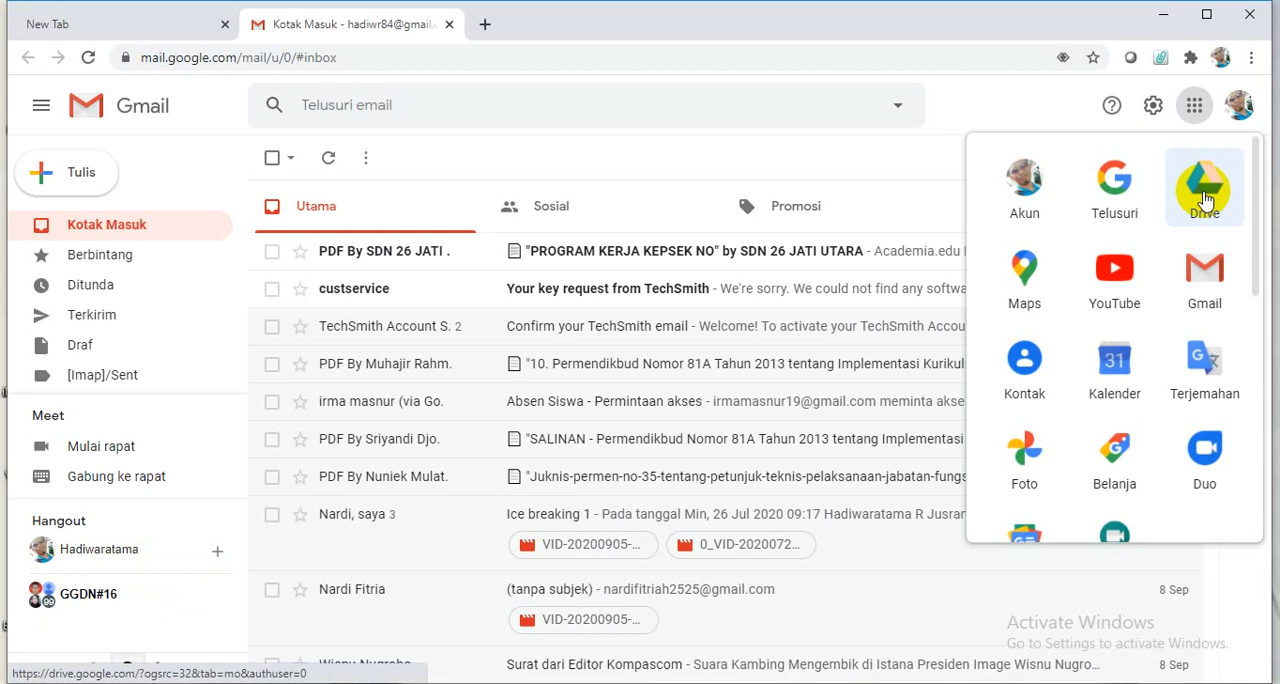 New Tab
Kotak Masuk - hadiwr84@gmail.
mail.google.com/mail/u/0/#inbox
Gmail
Telusuri email
Tulis
Kotak Masuk
Berbintang
Ditunda
Terkirim
Draf
[Imap]/Sent
Meet
Mulai rapat
Gabung ke rapat
Hangout
Hadiwaratama
GGDN#16
99
Utama
Sosial
Promosi
PDF By SDN 26 JATI . "PROGRAM KERJA KEPSEK NO" by SDN 26 JATI UTARA - Academia.edu
custservice Your key request from TechSmith - We're sorry. We could not find any softwa
TechSmith Account S. 2 Confirm your TechSmith email - Welcome! To activate your TechSmith Accou
PDF By Muhajir Rahm. "10. Permendikbud Nomor 81A Tahun 2013 tentang Implementasi Kurikul
irma masnur (via Go. Absen Siswa - Permintaan akses - irmamasnur19@gmail.com meminta akse
PDF By Sriyandi Djo. "SALINAN - Permendikbud Nomor 81A Tahun 2013 tentang Implementasi
PDF By Nuniek Mulat. "Juknis-permen-no-35-tentang-petunjuk-teknis-pelaksanaan-jabatan-fungs
Nardi, saya 3 Ice breaking 1 - Pada tanggal Min, 26 Jul 2020 09:17 Hadiwaratama R Jusran
VID-20200905-... 0_VID-2020072...
Nardi Fitria (tanpa subjek) - nardifitriah2525@gmail.com 8 Sep
VID-20200905-...
Wisnu Nugroho Surat dari Editor Kompascom - Suara Kambing Mengembik di Istana Presiden Image Wisnu Nugro... 8 Sep
Akun Telusuri Drive
Maps YouTube Gmail
31
Kontak Kalender Terjemahan
Foto Belanja Duo
Activate Windows
Go to Settings to activate Windows.
https://drive.google.com/?ogsrc=32&tab=mo&authuser=0